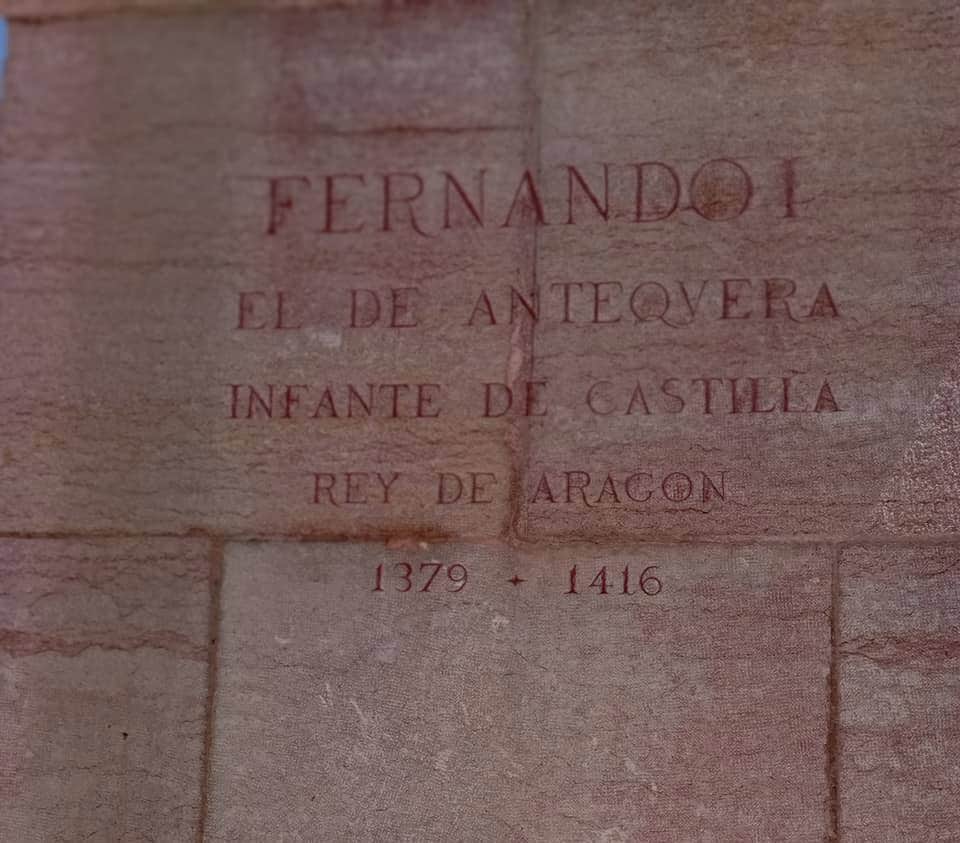 FERNANDO I
EL DE ANTEQVERA
INFANTE DE CASTILLA
REY DE ARAGON
1379 + 1416